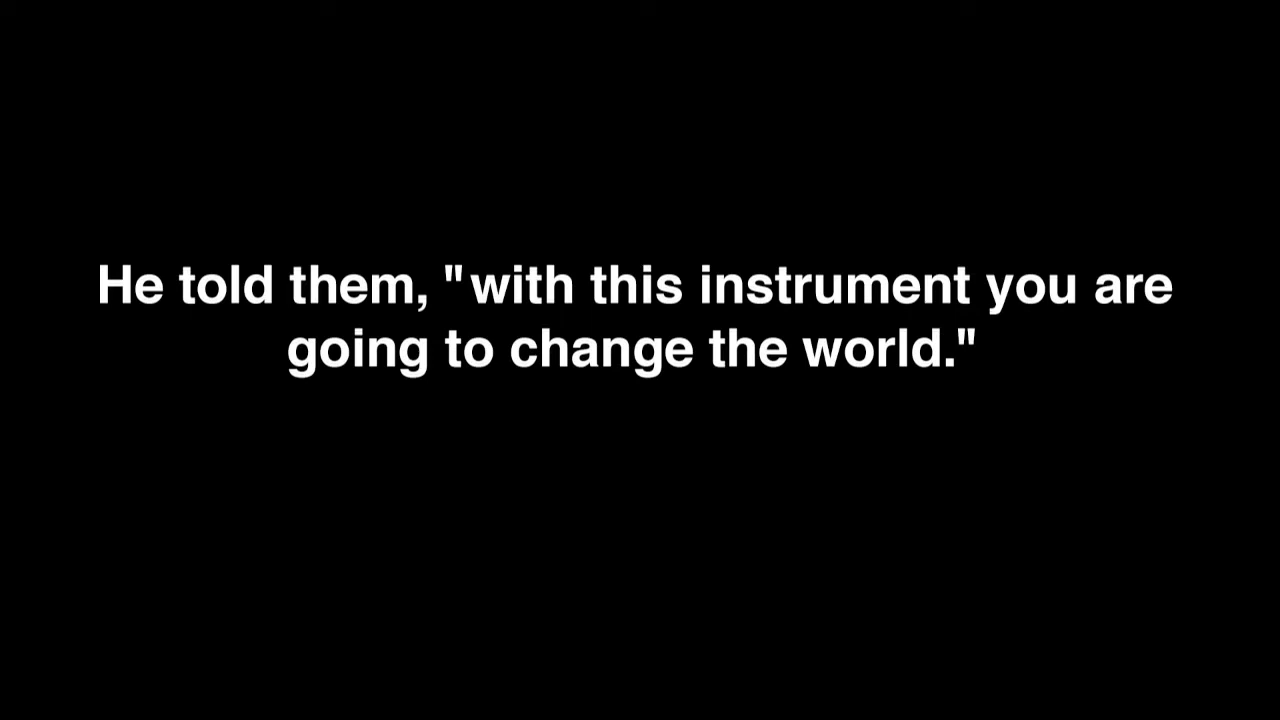 He told them, "with this instrument you are
going to change the world."